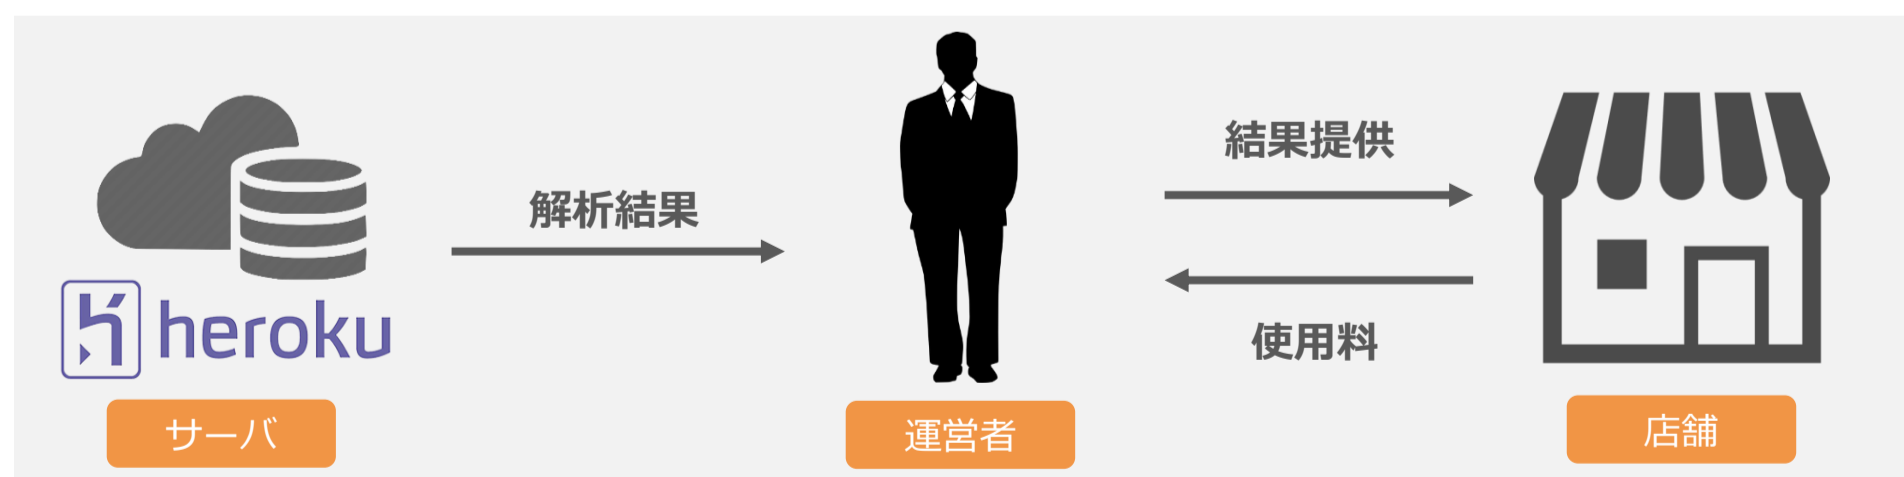 解析結果
結果提供
使用料
heroku
サーバ
運営者
店舗